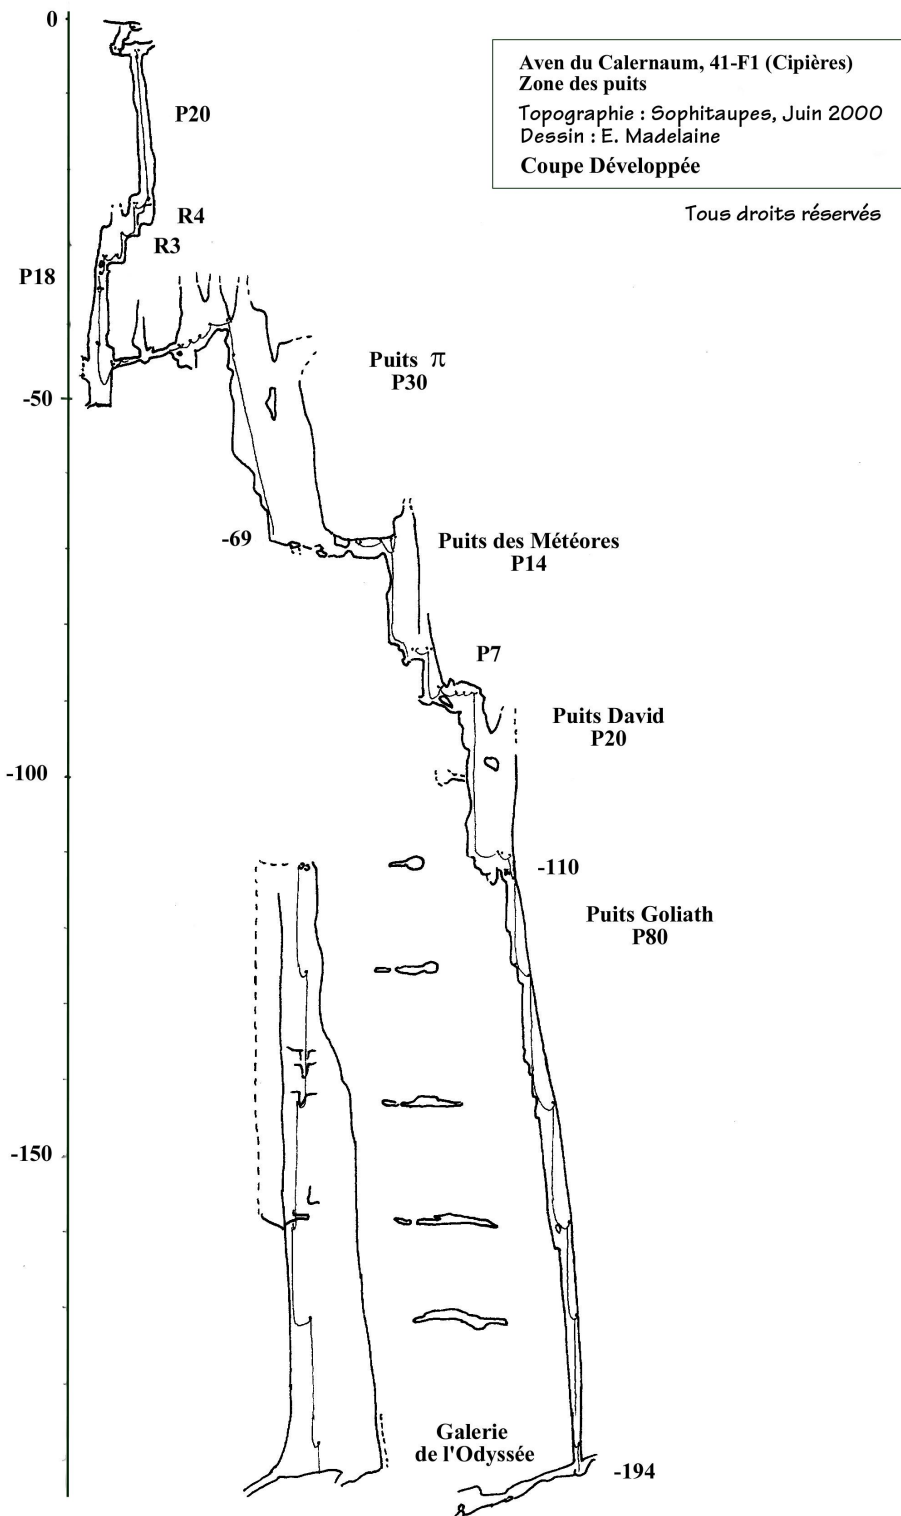 0
Aven du Calernaum, 41-F1 (Cipières)
Zone des puits
Topographie : Sophitaupes, Juin 2000
Dessin : E. Madelaine
Coupe Développée
Tous droits réservés
P20
R4
R3
P18
Puits π
P30
-50
-69
Puits des Météores
P14
P7
Puits David
P20
-100
-110
Puits Goliath
P80
-150
Galerie
de l'Odyssée
-194